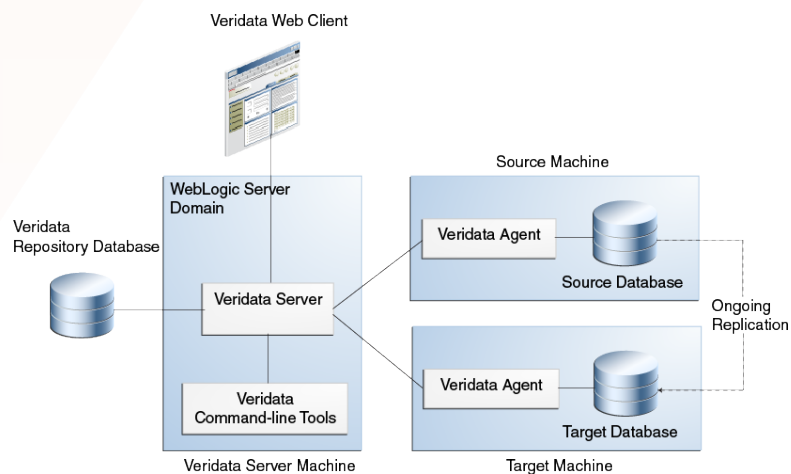 Veridata Web Client
Source Machine
WebLogic Server
Domain
Veridata
Repository Database
Veridata Agent
Source Database
Veridata Server
Ongoing
Replication
Veridata Agent
Veridata
Command-line Tools
Target Database
Veridata Server Machine
Target Machine